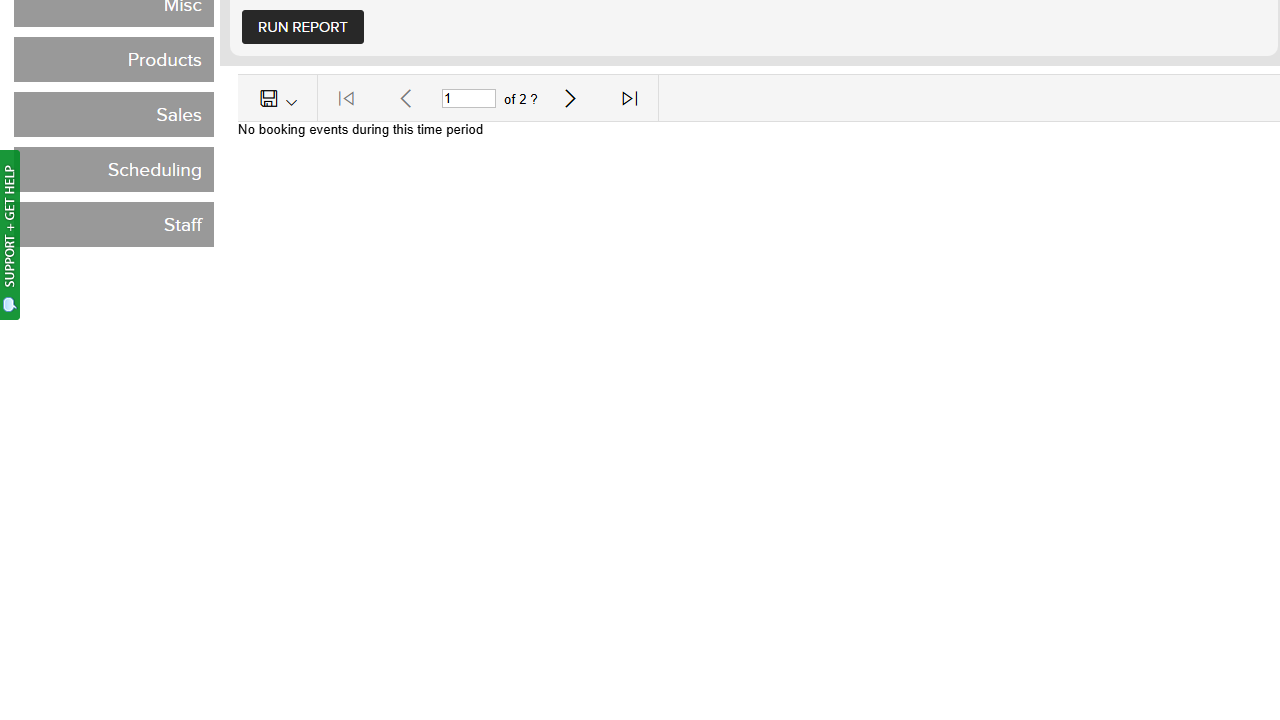 Misc
Products
Sales
Scheduling
Staff
SUPPORT + GET HELP
RUN REPORT
1 of 2 ?
No booking events during this time period